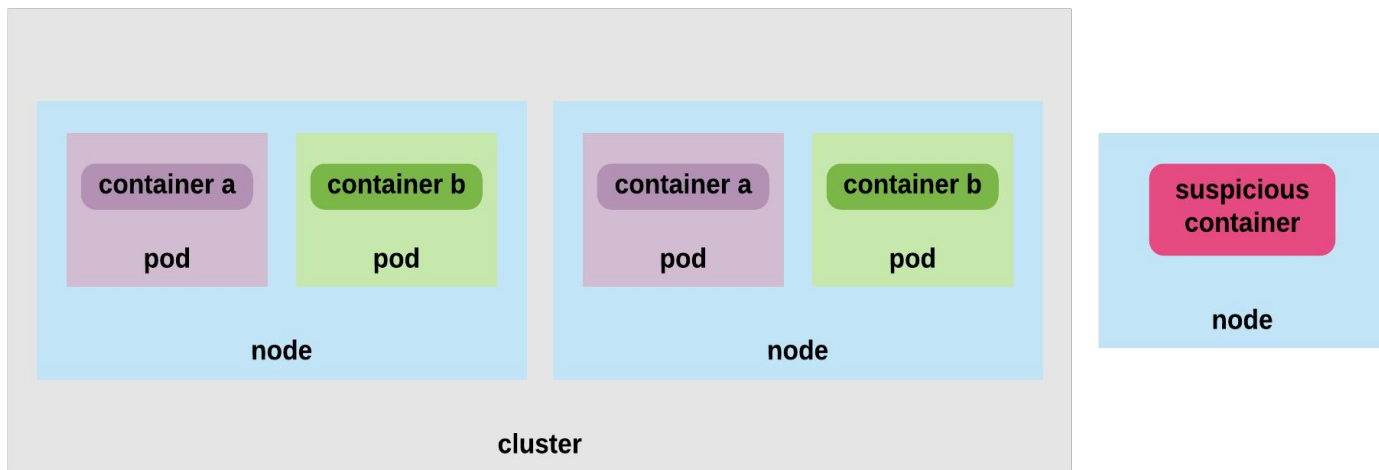 container a
container b
container a
container b
suspicious
container
pod
pod
pod
pod
node
node
node
cluster